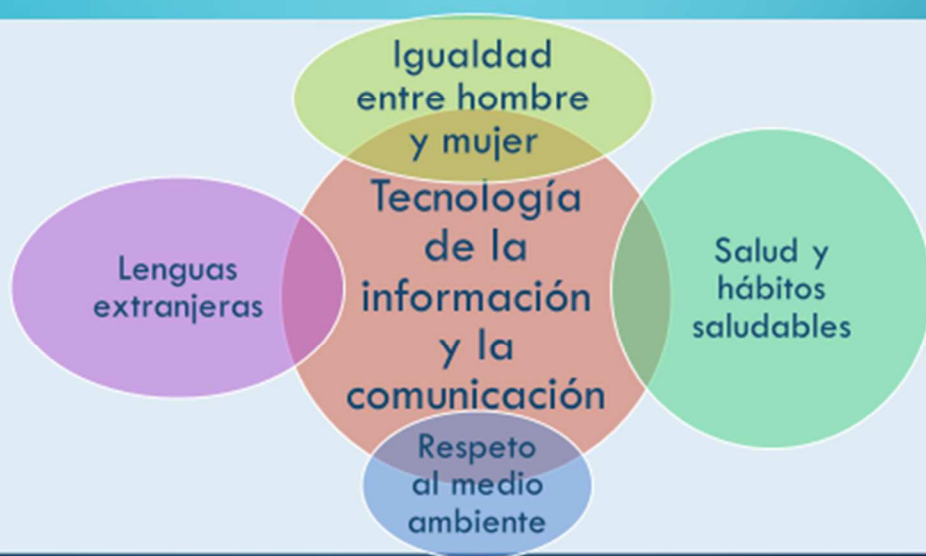 Igualdad
entre hombre
y mujer
Tecnología
de la
información
y la
comunicación
Lenguas
extranjeras
Salud y
hábitos
saludables
Respeto
al medio
ambiente